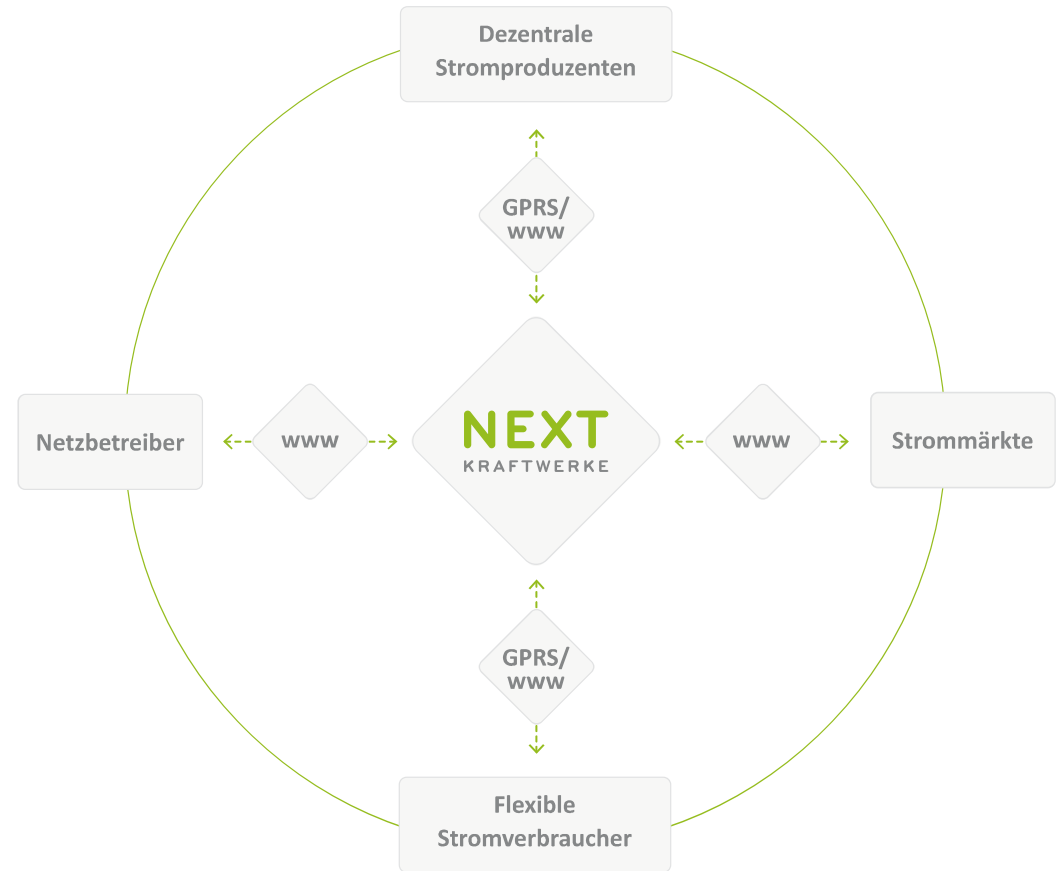 Dezentrale
Stromproduzenten
GPRS/
www
Netzbetreiber
www
NEXT
KRAFTWERKE
www
Strommärkte
GPRS/
www
Flexible
Stromverbraucher